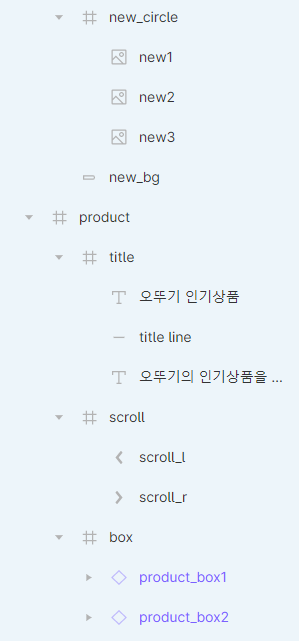 new_circle
new1
new2
new3
new_bg
product
title
오뚜기 인기상품
title line
오뚜기의 인기상품을 ...
scroll
scroll_l
scroll_r
box
product_box1
product_box2